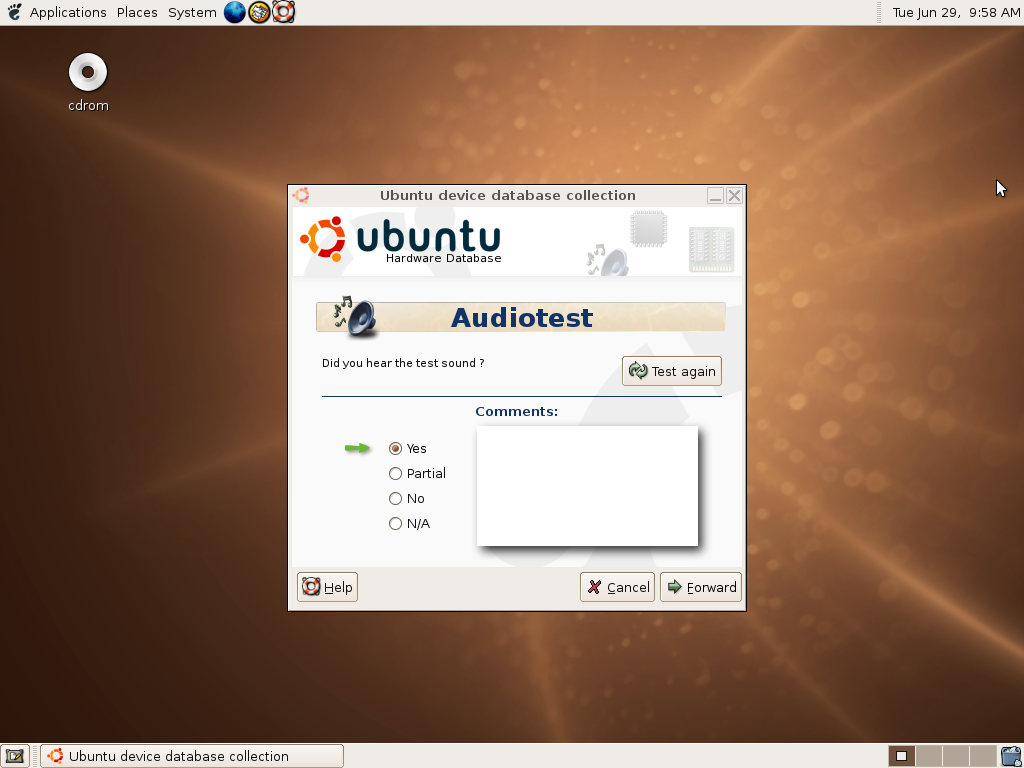 Applications Places System Tue Jun 29, 9:58 AM
cdrom
Ubuntu device database collection
ubuntu
Hardware Database
Audiotest
Did you hear the test sound ?
Test again
Comments:
Yes
Partial
No
N/A
Help Cancel Forward
Ubuntu device database collection